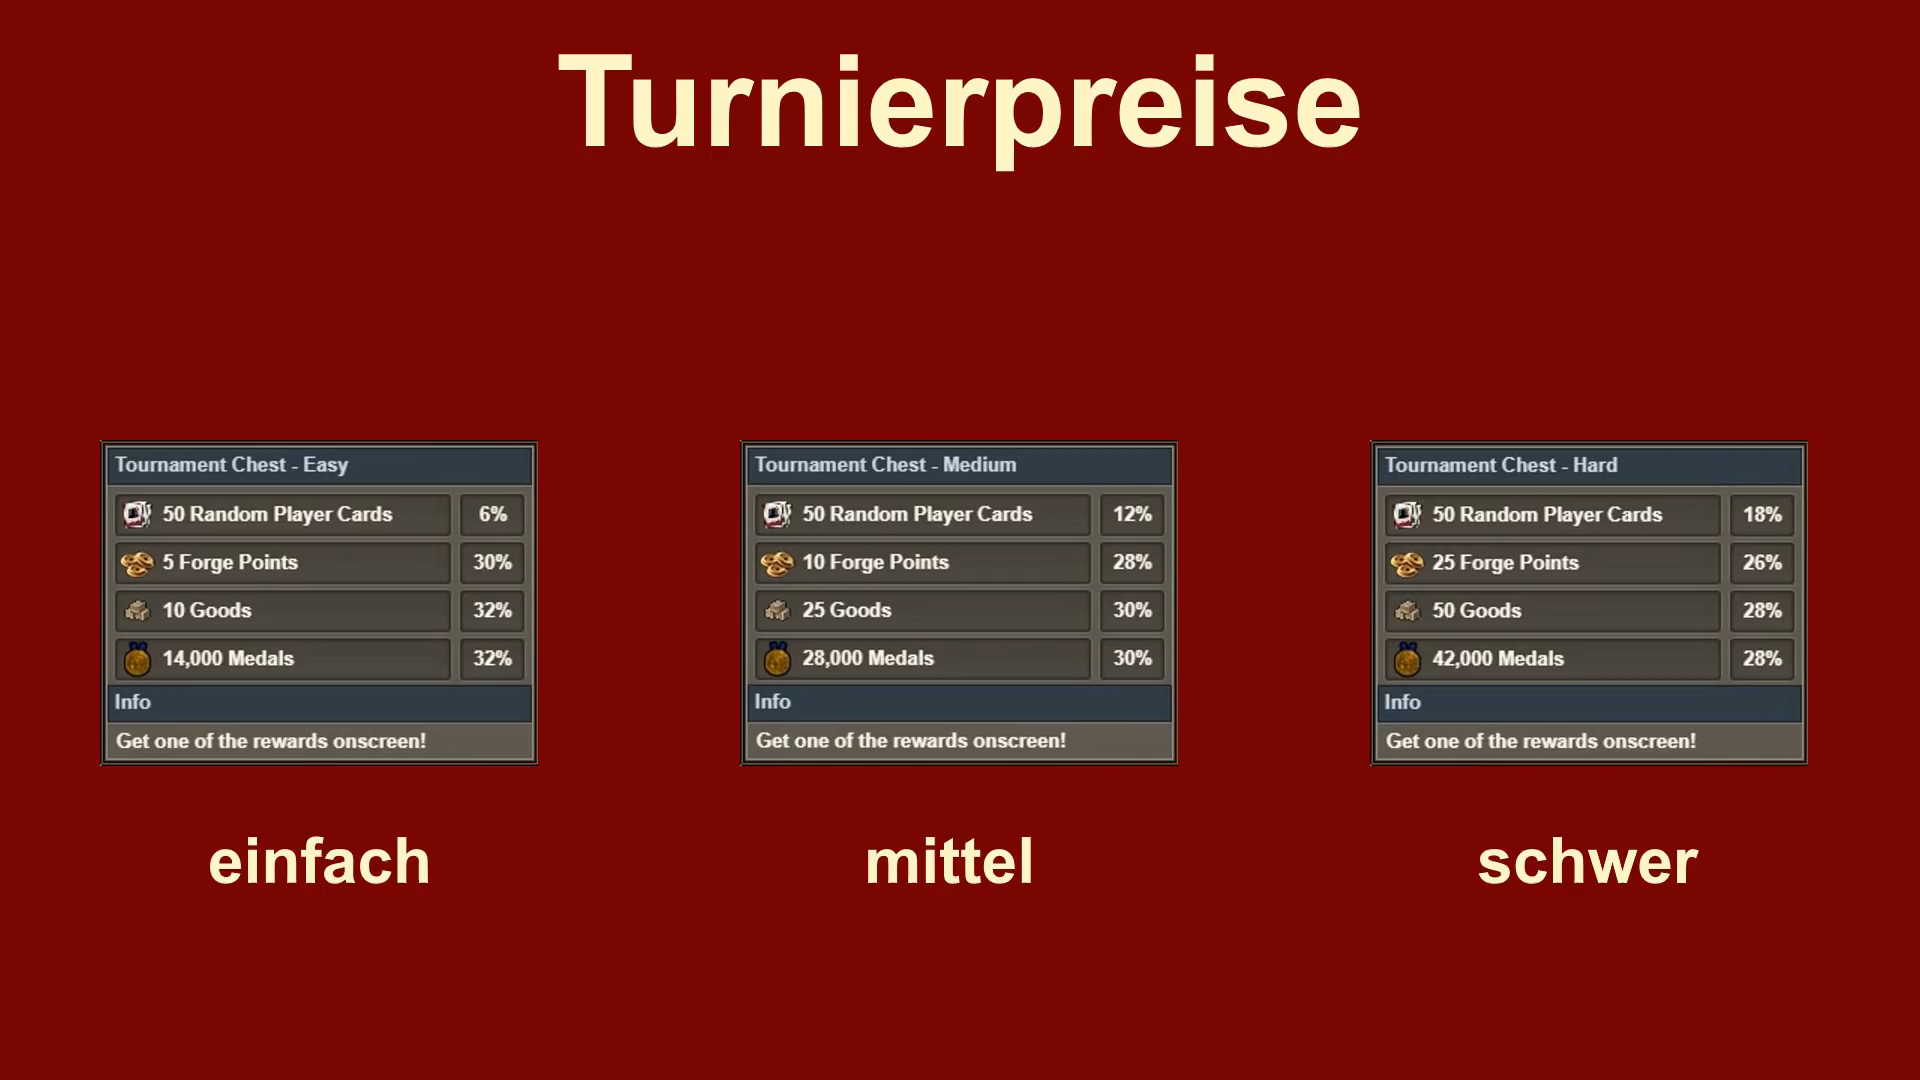 Turnierpreise
Tournament Chest - Easy
50 Random Player Cards 6%
5 Forge Points 30%
10 Goods 32%
14,000 Medals 32%
Info
Get one of the rewards onscreen!
einfach
Tournament Chest - Medium
50 Random Player Cards 12%
10 Forge Points 28%
25 Goods 30%
28,000 Medals 30%
Info
Get one of the rewards onscreen!
mittel
Tournament Chest - Hard
50 Random Player Cards 18%
25 Forge Points 26%
50 Goods 28%
42,000 Medals 28%
Info
Get one of the rewards onscreen!
schwer